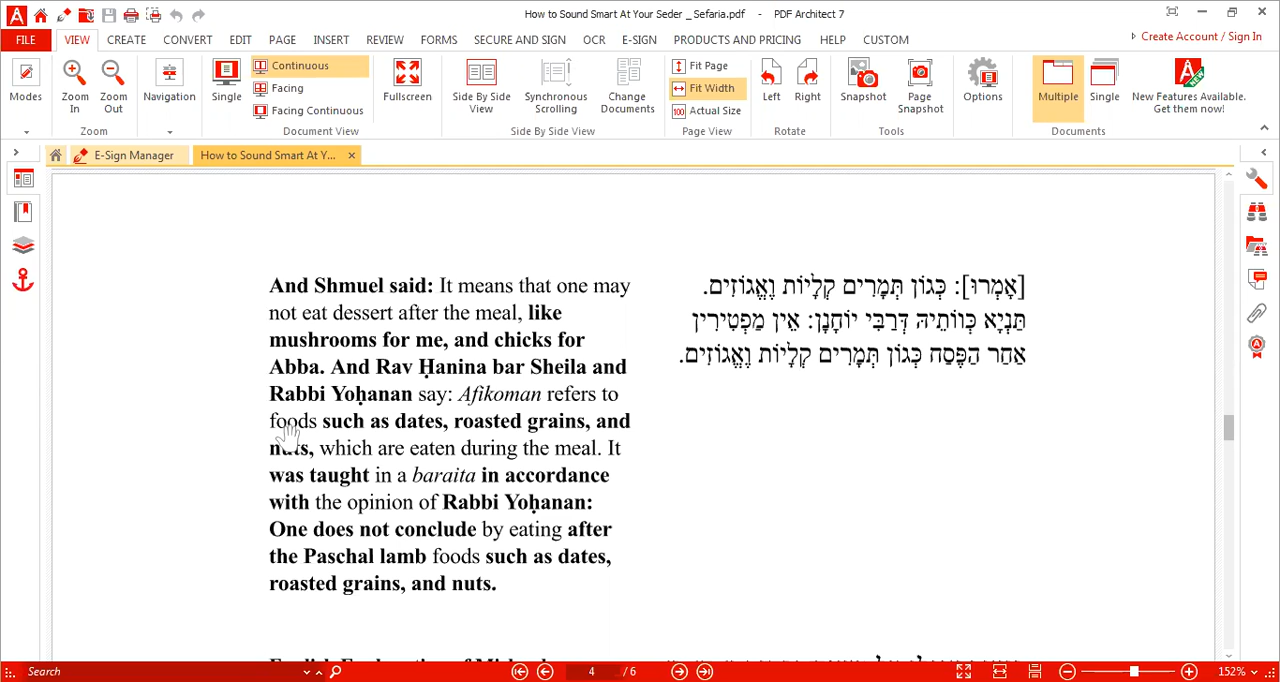 How to Sound Smart At Your Seder _ Sefaria.pdf - PDF Architect 7
FILE VIEW CREATE CONVERT EDIT PAGE INSERT REVIEW FORMS SECURE AND SIGN OCR E-SIGN PRODUCTS AND PRICING HELP CUSTOM Create Account / Sign In
Modes
Zoom In
Zoom Out
Zoom
Navigation
Single
Continuous
Facing
Facing Continuous
Document View
Fullscreen
Side By Side View
Synchronous Scrolling
Change Documents
Side By Side View
Fit Page
Fit Width
100 Actual Size
Page View
Left
Right
Rotate
Snapshot
Page Snapshot
Tools
Options
Multiple
Single
Documents
NEW
New Features Available. Get them now!
E-Sign Manager
How to Sound Smart At Y...
And Shmuel said: It means that one may
not eat dessert after the meal, like
mushrooms for me, and chicks for
Abba. And Rav Ḥanina bar Sheila and
Rabbi Yoḥanan say: Afikoman refers to
foods such as dates, roasted grains, and
nuts, which are eaten during the meal. It
was taught in a baraita in accordance
with the opinion of Rabbi Yoḥanan:
One does not conclude by eating after
the Paschal lamb foods such as dates,
roasted grains, and nuts.
[אָמְרוּ]: כְּגוֹן תְּמָרִים קְלָיוֹת וֶאֱגוֹזִים.
תַּנְיָא כְּווֹתֵיהּ דְּרַבִּי יוֹחָנָן: אֵין מַפְטִירִין
אַחַר הַפֶּסַח כְּגוֹן תְּמָרִים קְלָיוֹת וֶאֱגוֹזִים.
Search
4 / 6
152%